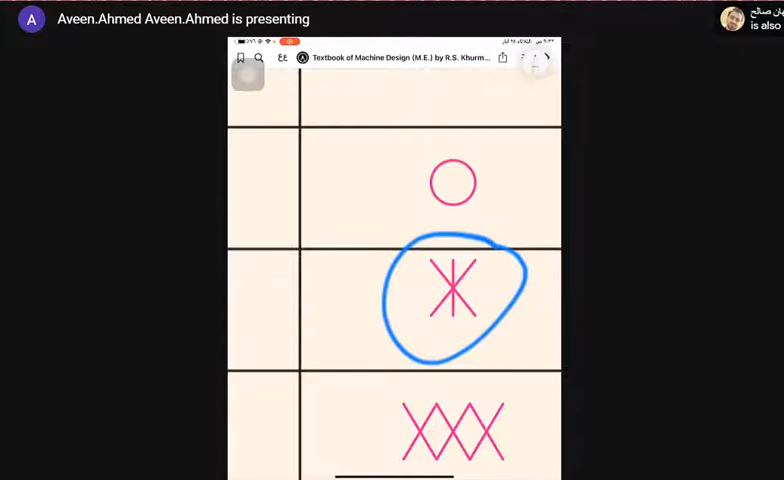 A
Aveen.Ahmed Aveen.Ahmed is presenting
is also
Textbook of Machine Design (M.E.) by R.S. Khurm...